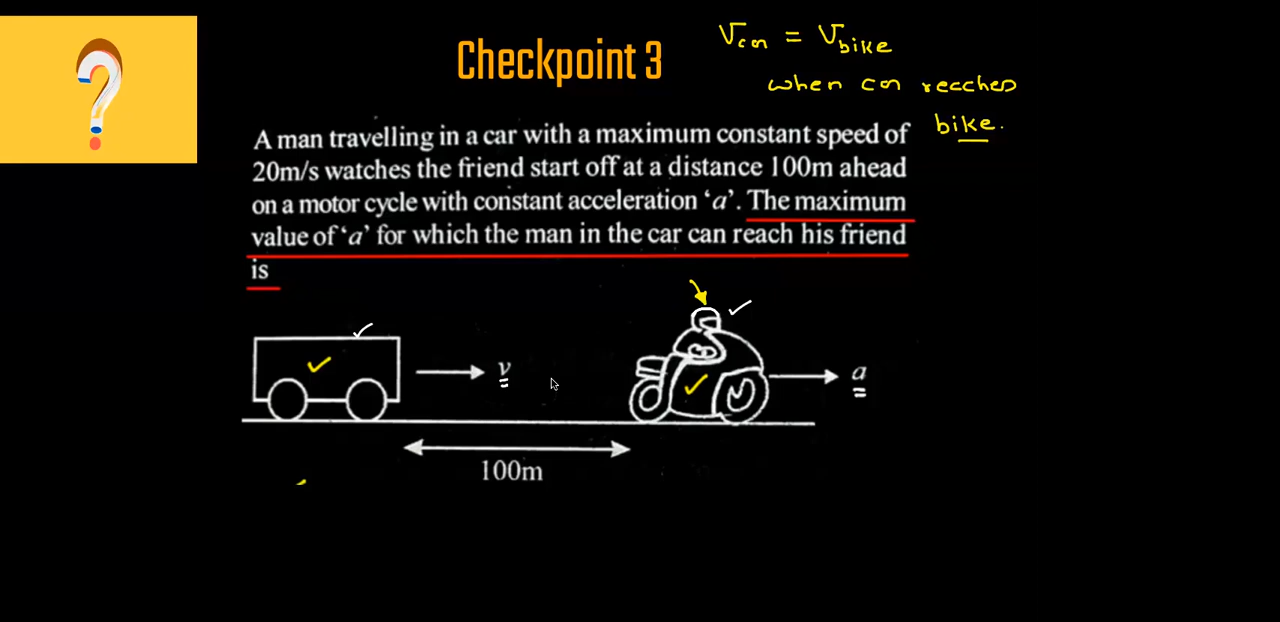 Checkpoint 3
V car = V bike
when car reaches
bike.
A man travelling in a car with a maximum constant speed of
20m/s watches the friend start off at a distance 100m ahead
on a motor cycle with constant acceleration ‘a’. The maximum
value of ‘a’ for which the man in the car can reach his friend
is
v
a
100m